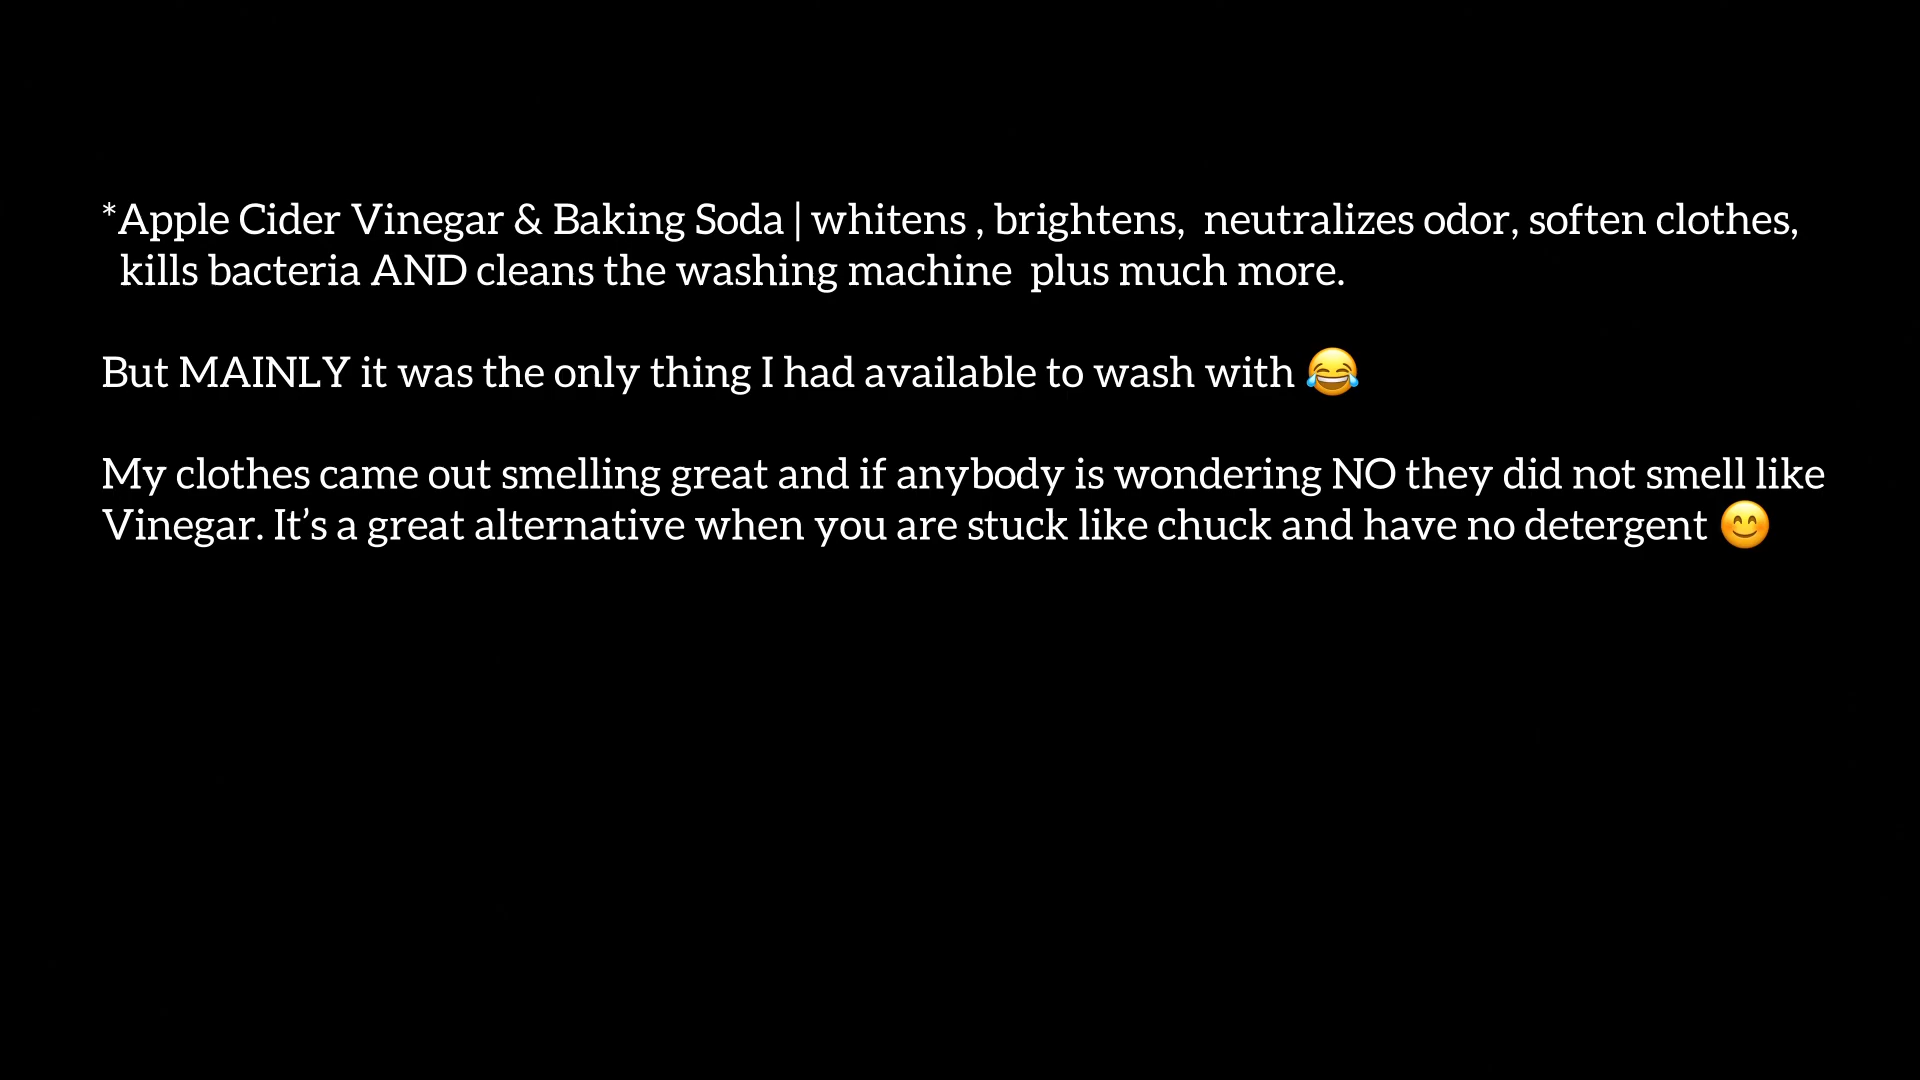 *Apple Cider Vinegar & Baking Soda | whitens , brightens,  neutralizes odor, soften clothes,
kills bacteria AND cleans the washing machine  plus much more.
But MAINLY it was the only thing I had available to wash with 😂
My clothes came out smelling great and if anybody is wondering NO they did not smell like
Vinegar. It’s a great alternative when you are stuck like chuck and have no detergent 😊